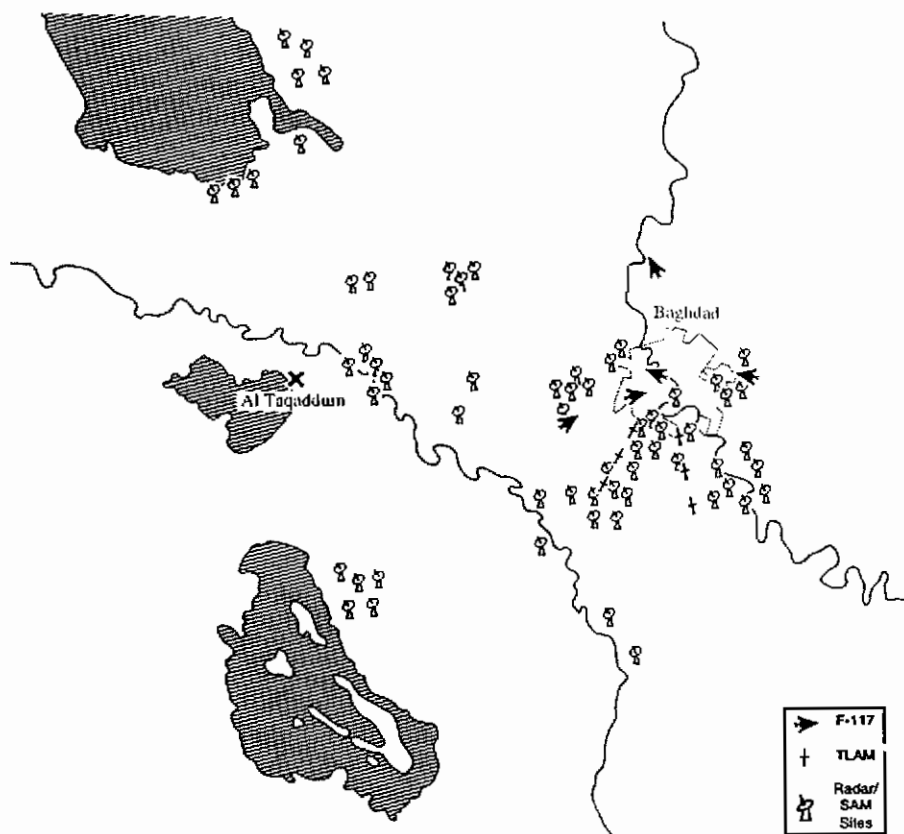 Baghdad
Al Taqaddum
F-117
TLAM
Radar/
SAM
Sites